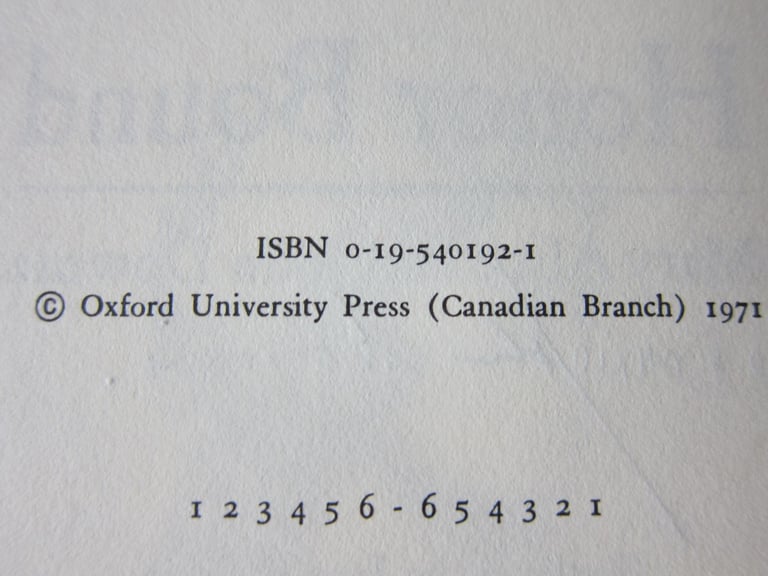 ISBN 0-19-540192-1
© Oxford University Press (Canadian Branch) 1971
1 2 3 4 5 6 - 6 5 4 3 2 1